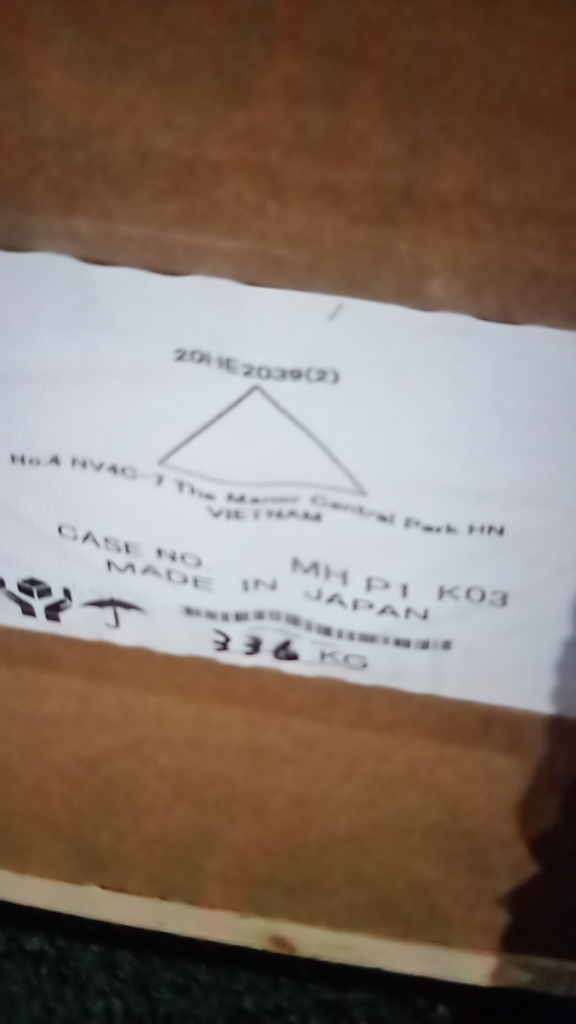 20HE2039(2)
No.4 NV4C-7 The Manor Central Park HN
VIETNAM
CASE NO. MH P1 K03
MADE IN JAPAN
336 KG